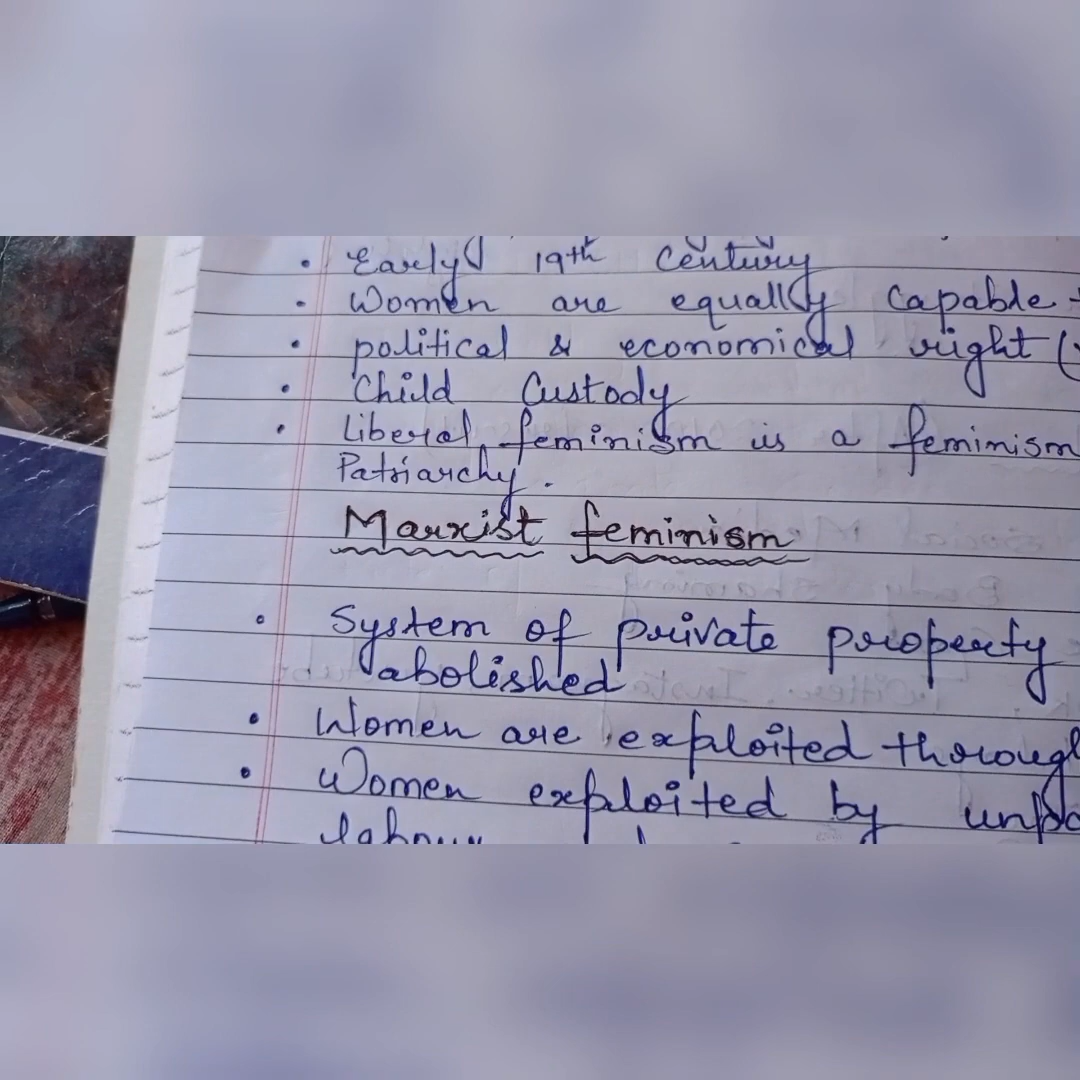 • Early 19th Century
• Women are equally capable
• political & economical right (
• Child Custody
• Liberal feminism is a feminism
Patriarchy.
Marxist feminism
• System of private property
abolished
• Women are exploited
• Women exploited by
labour